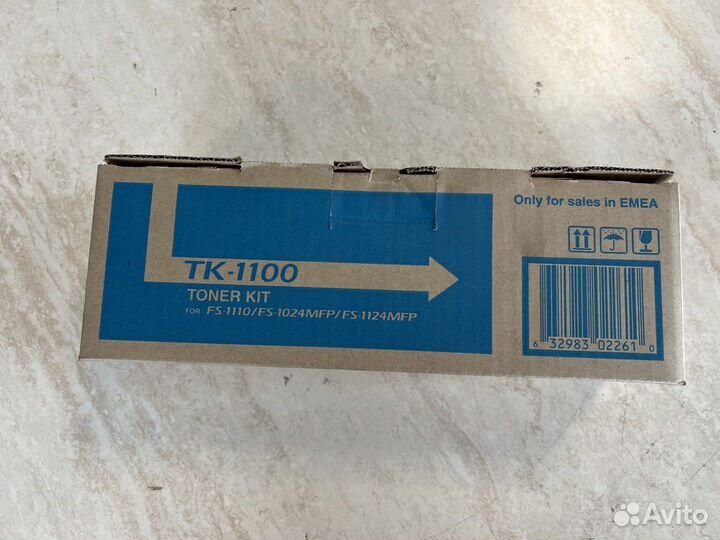 Only for sales in EMEA
TK-1100
TONER KIT
FOR FS-1110/FS-1024MFP/FS-1124MFP
6 32983 02261 0
Avito